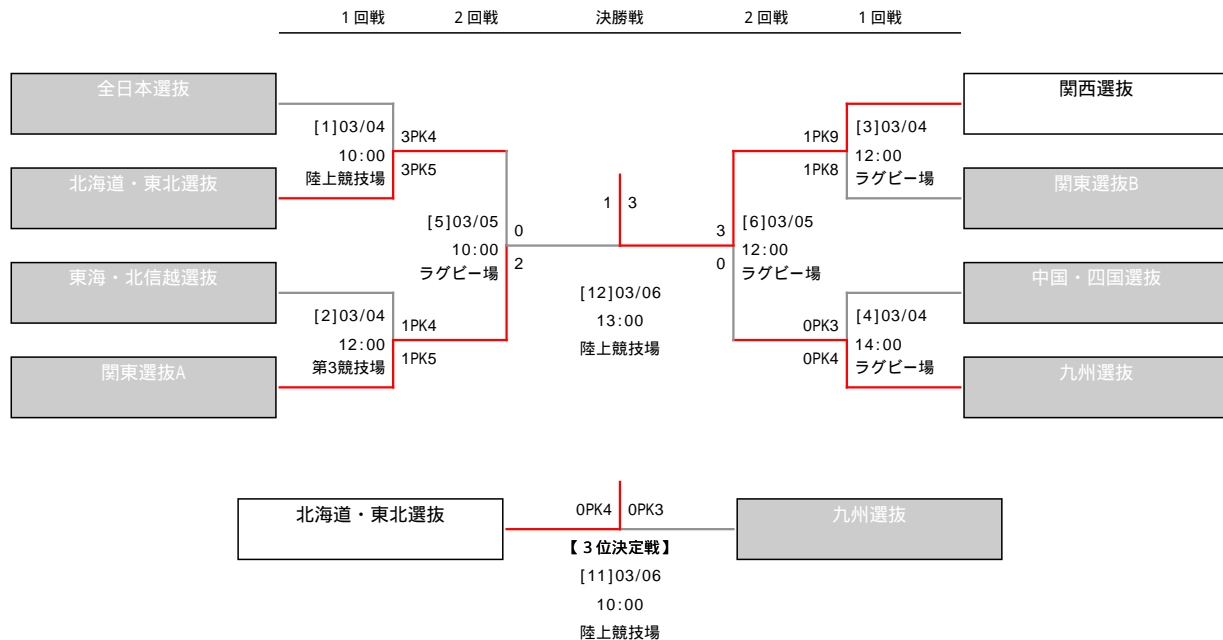 1回戦 2回戦 決勝戦 2回戦 1回戦
全日本選抜
[1]03/04
10:00
陸上競技場
3PK4
3PK5
北海道・東北選抜
[5]03/05
10:00
ラグビー場
0
2
東海・北信越選抜
[2]03/04
12:00
第3競技場
1PK4
1PK5
関東選抜A
1 3
[12]03/06
13:00
陸上競技場
関西選抜
1PK9
1PK8
[3]03/04
12:00
ラグビー場
関東選抜B
3
0
[6]03/05
12:00
ラグビー場
中国・四国選抜
0PK3
0PK4
[4]03/04
14:00
ラグビー場
九州選抜
北海道・東北選抜
0PK4 0PK3
九州選抜
【3位決定戦】
[11]03/06
10:00
陸上競技場